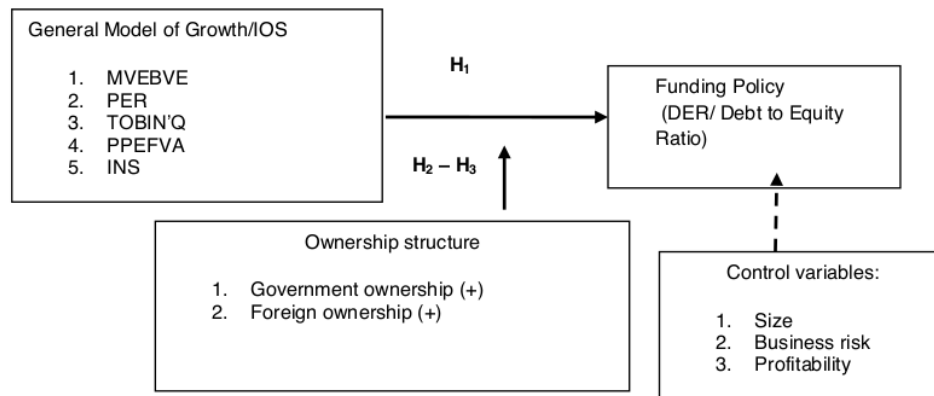 General Model of Growth/IOS
1. MVEBVE
2. PER
3. TOBIN'Q
4. PPEFVA
5. INS
H₁
H₂ – H₃
Funding Policy
(DER/ Debt to Equity
Ratio)
Ownership structure
1. Government ownership (+)
2. Foreign ownership (+)
Control variables:
1. Size
2. Business risk
3. Profitability